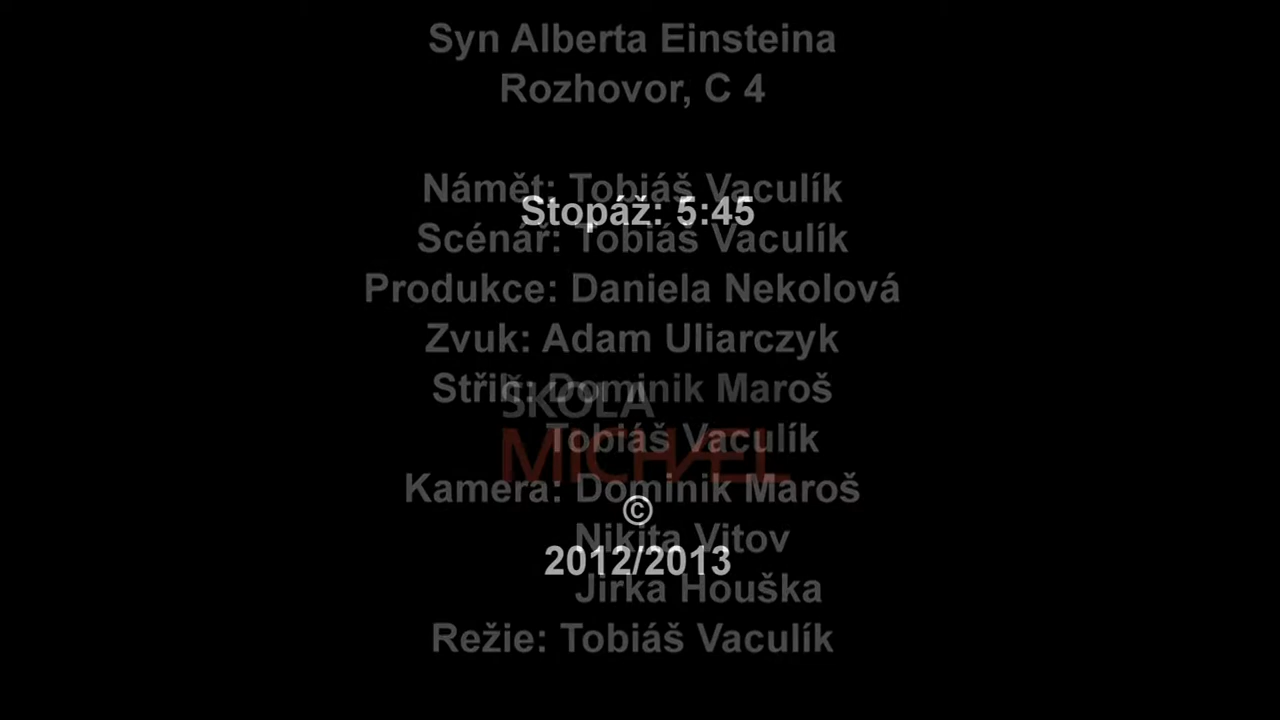 Syn Alberta Einsteina
Rozhovor, C 4
Námět: Tobiáš Vaculík
Stopáž: 5:45
Scénář: Tobiáš Vaculík
Produkce: Daniela Nekolová
Zvuk: Adam Uliarczyk
Střih: Dominik Maroš
ŠKOLA
Tobiáš Vaculík
MICHAEL
Kamera: Dominik Maroš
©
Nikita Vitov
2012/2013
Jirka Houška
Režie: Tobiáš Vaculík